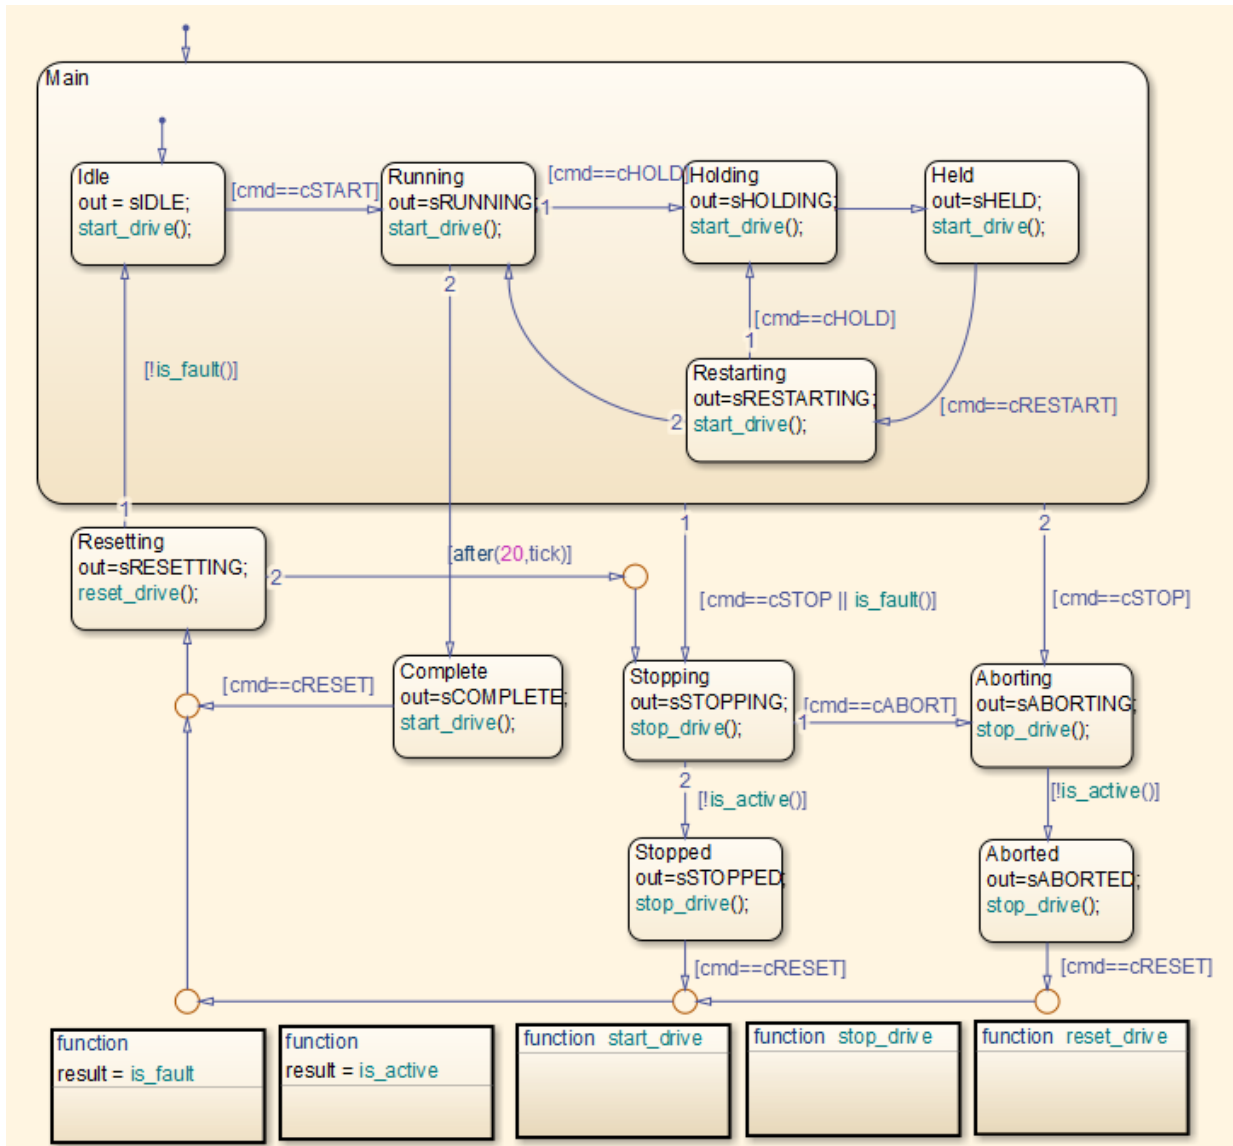 Main
Idle
out = sIDLE;
start_drive();
[cmd==cSTART]
Running
out=sRUNNING;
start_drive();
[cmd==cHOLD]
1
Holding
out=sHOLDING;
start_drive();
Held
out=sHELD;
start_drive();
2
[cmd==cHOLD]
1
[!is_fault()]
Restarting
out=sRESTARTING;
start_drive();
2
[cmd==cRESTART]
1
1
2
Resetting
out=sRESETTING;
reset_drive();
2
[after(20,tick)]
[cmd==cSTOP || is_fault()]
[cmd==cSTOP]
[cmd==cRESET]
Complete
out=sCOMPLETE;
start_drive();
Stopping
out=sSTOPPING;
stop_drive();
[cmd==cABORT]
1
Aborting
out=sABORTING;
stop_drive();
2
[!is_active()]
[!is_active()]
Stopped
out=sSTOPPED;
stop_drive();
Aborted
out=sABORTED;
stop_drive();
[cmd==cRESET]
[cmd==cRESET]
function
result = is_fault
function
result = is_active
function start_drive
function stop_drive
function reset_drive